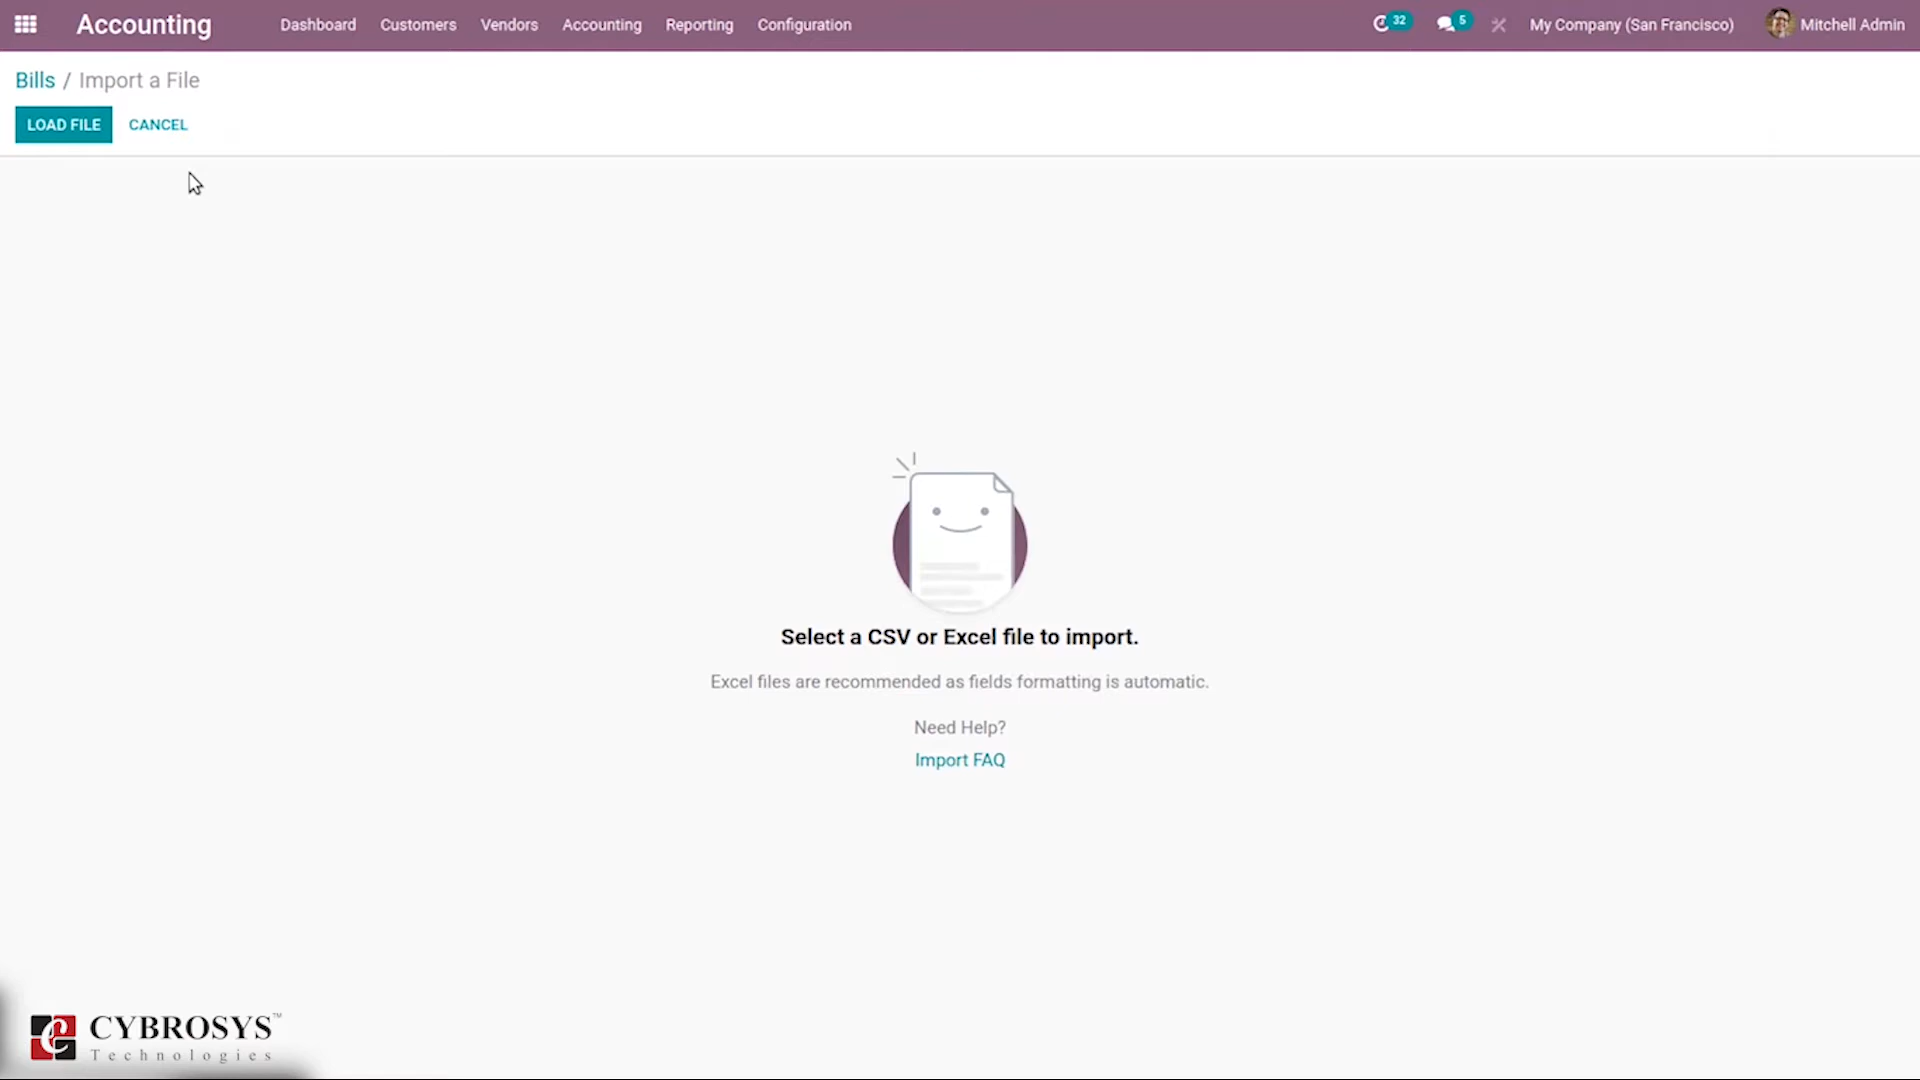 Accounting Dashboard Customers Vendors Accounting Reporting Configuration 32 5 My Company (San Francisco) Mitchell Admin
Bills / Import a File
LOAD FILE CANCEL
Select a CSV or Excel file to import.
Excel files are recommended as fields formatting is automatic.
Need Help?
Import FAQ
CYBROSYS™
Technologies